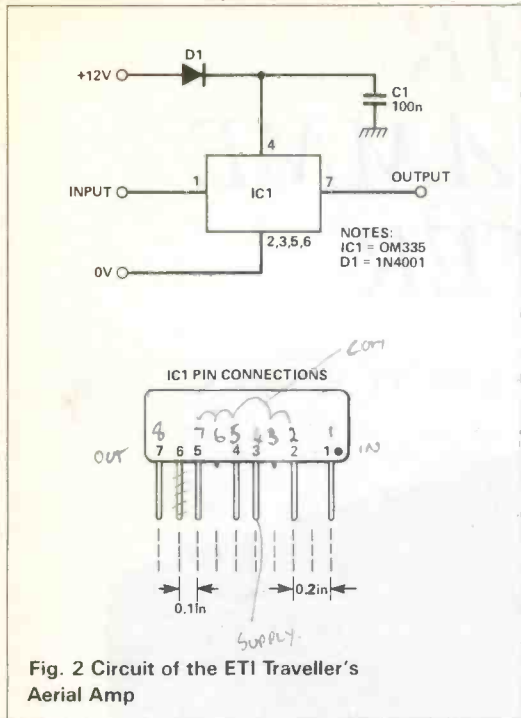 D1
+12V
C1
100n
4
1
7
OUTPUT
INPUT
IC1
2,3,5,6
NOTES:
IC1 = OM335
D1 = 1N4001
0V
COM
IC1 PIN CONNECTIONS
8 7 6 5 4 3 2 1
OUT 7 6 5 4 3 2 1 IN
0.1in
0.2in
SUPPLY.
Fig. 2 Circuit of the ETI Traveller's
Aerial Amp